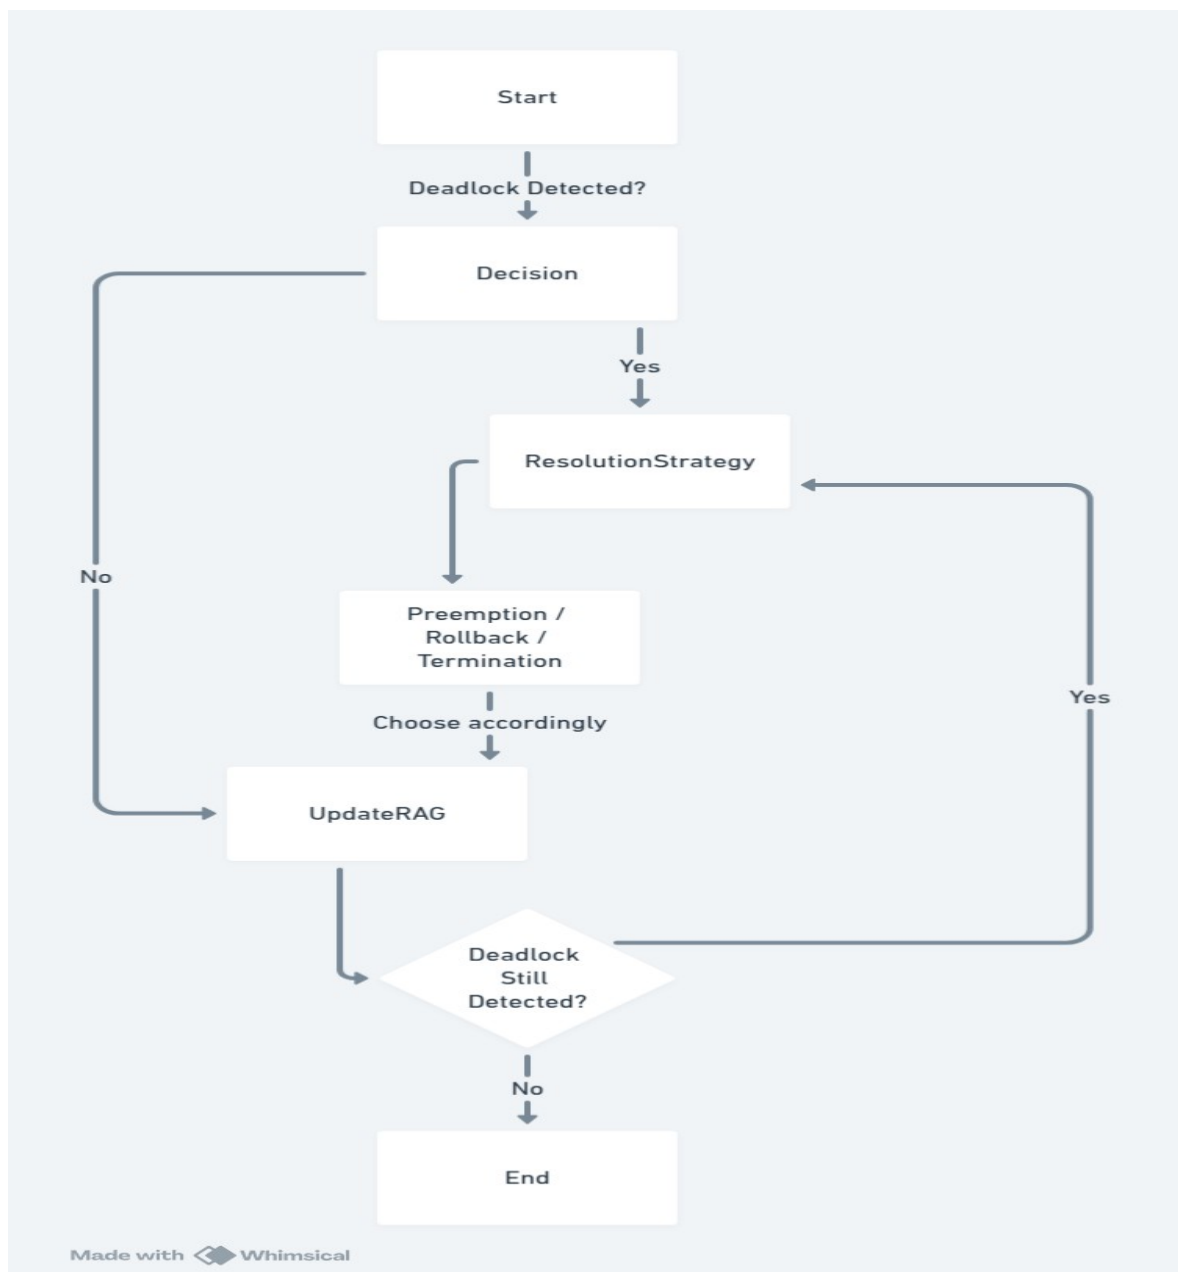 Start
Deadlock Detected?
Decision
Yes
ResolutionStrategy
No
Preemption /
Rollback /
Termination
Yes
Choose accordingly
UpdateRAG
Deadlock
Still
Detected?
No
End
Made with Whimsical